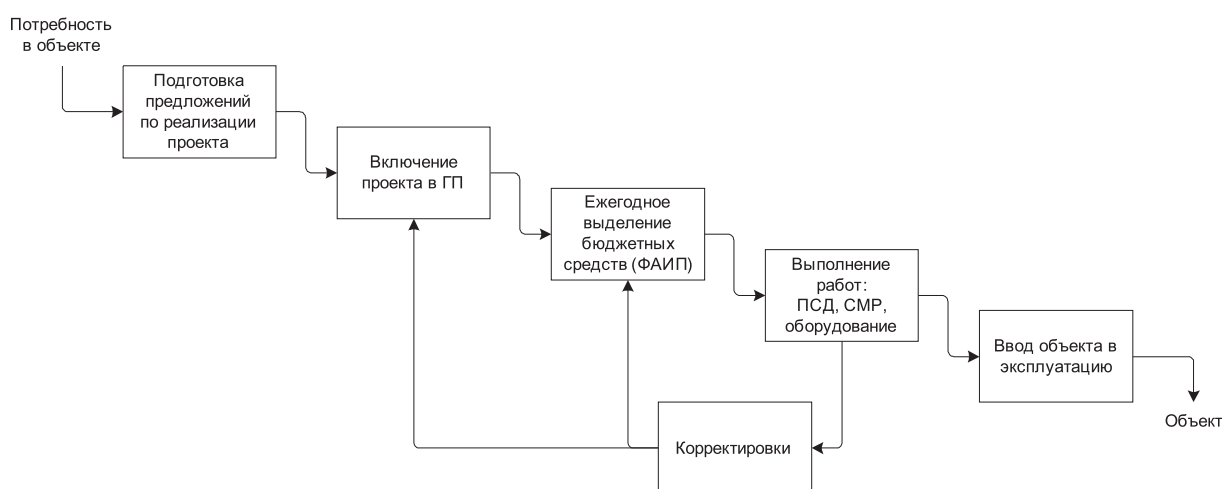 Потребность
в объекте
Подготовка
предложений
по реализации
проекта
Включение
проекта в ГП
Ежегодное
выделение
бюджетных
средств (ФАИП)
Выполнение
работ:
ПСД, СМР,
оборудование
Ввод объекта в
эксплуатацию
Объект
Корректировки